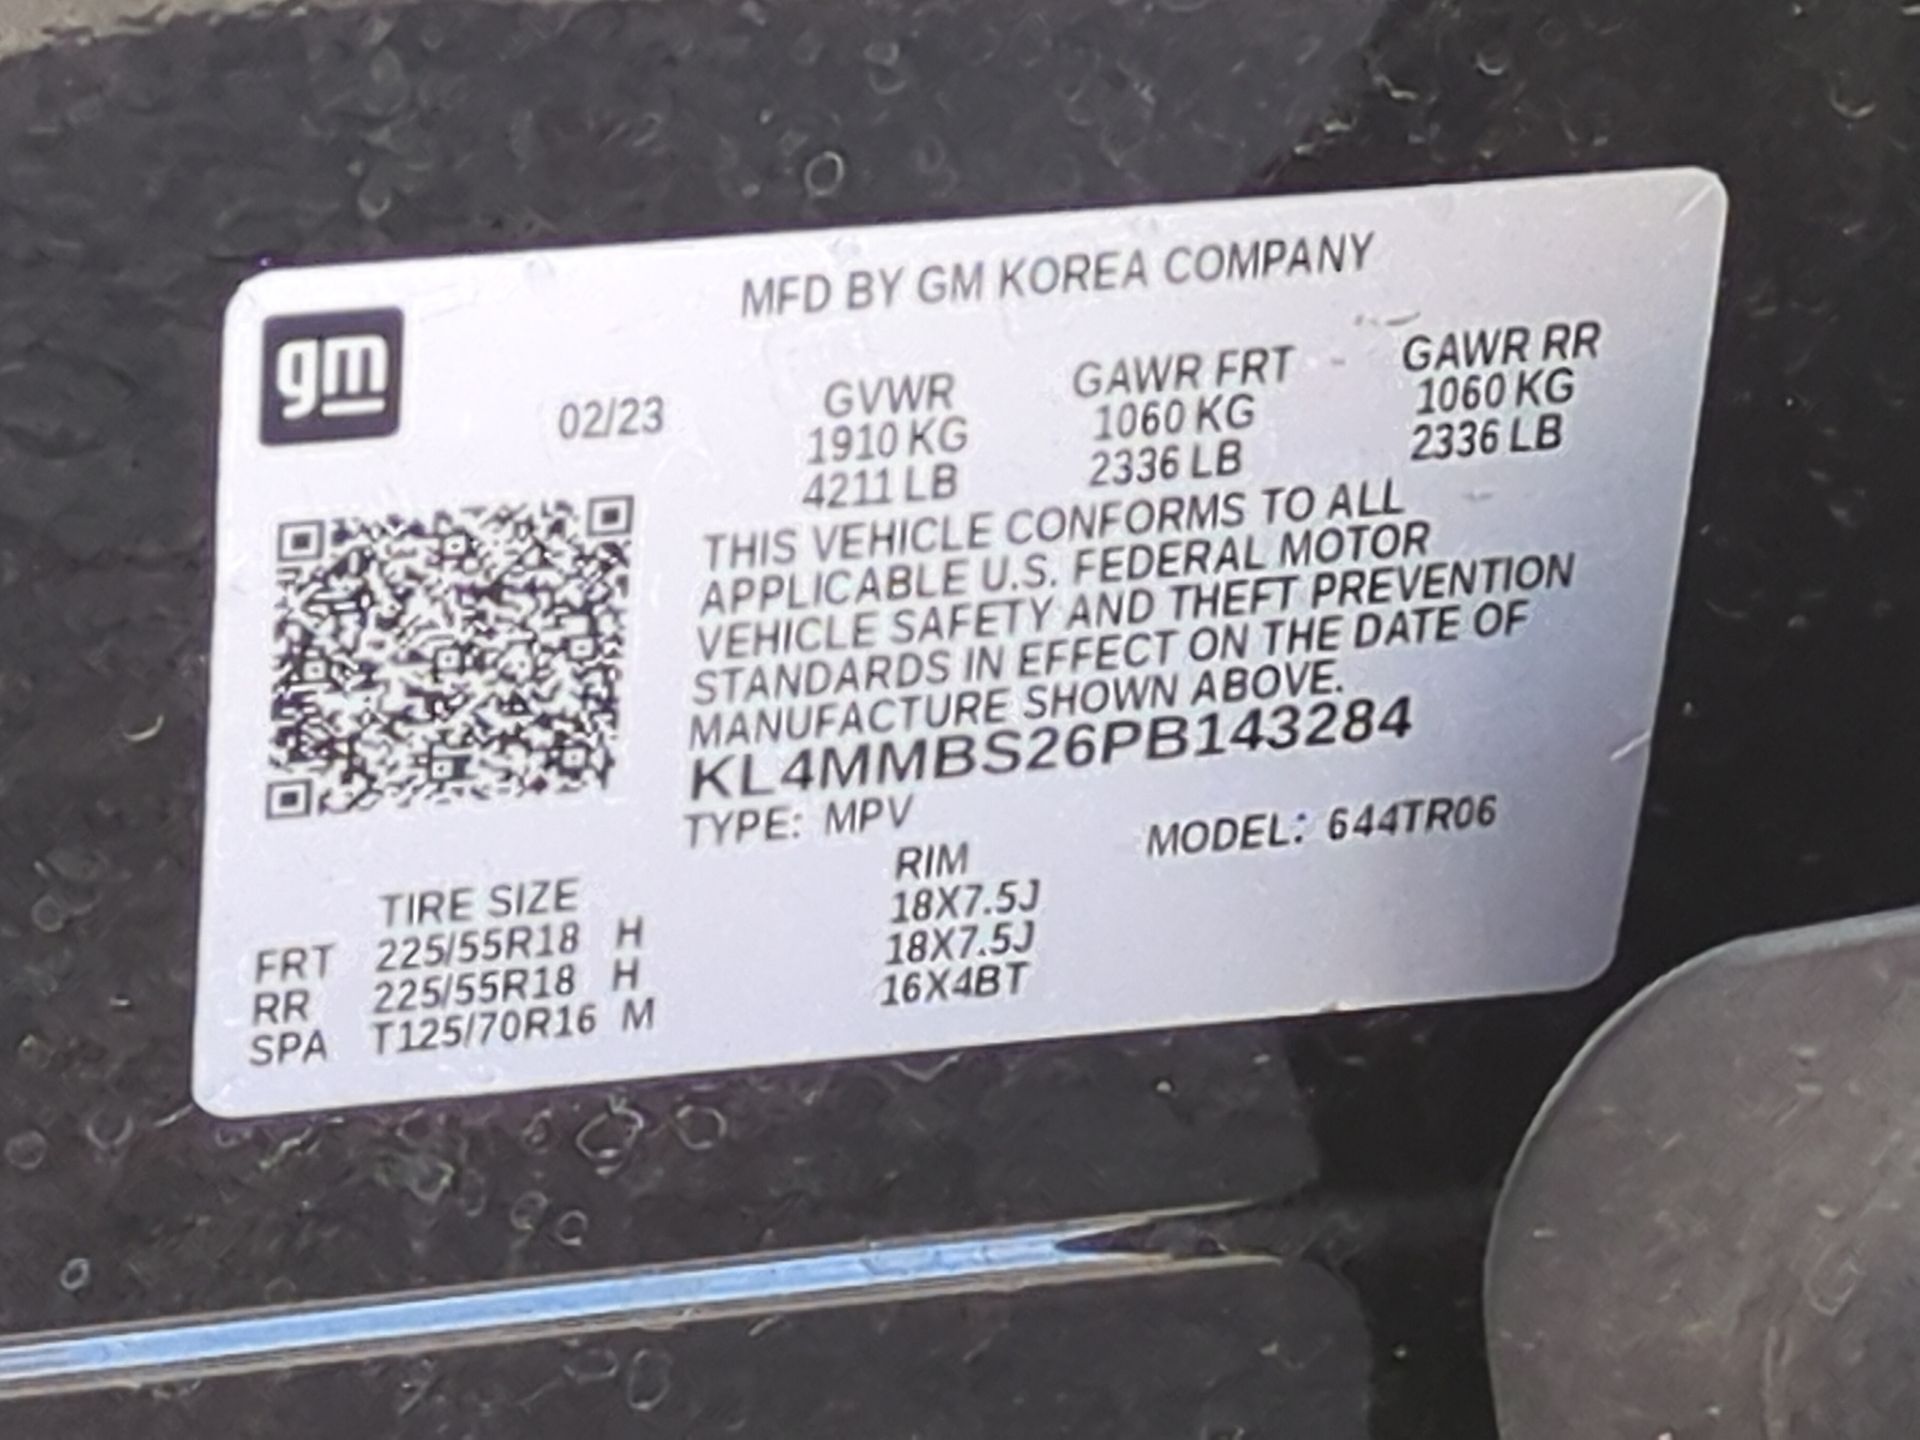 MFD BY GM KOREA COMPANY
gm
02/23
GVWR GAWR FRT GAWR RR
1910 KG 1060 KG 1060 KG
4211 LB 2336 LB 2336 LB
THIS VEHICLE CONFORMS TO ALL
APPLICABLE U.S. FEDERAL MOTOR
VEHICLE SAFETY AND THEFT PREVENTION
STANDARDS IN EFFECT ON THE DATE OF
MANUFACTURE SHOWN ABOVE.
KL4MMBS26PB143284
TYPE: MPV MODEL: 644TR06
TIRE SIZE RIM
FRT 225/55R18 H 18X7.5J
RR 225/55R18 H 18X7.5J
SPA T125/70R16 M 16X4BT